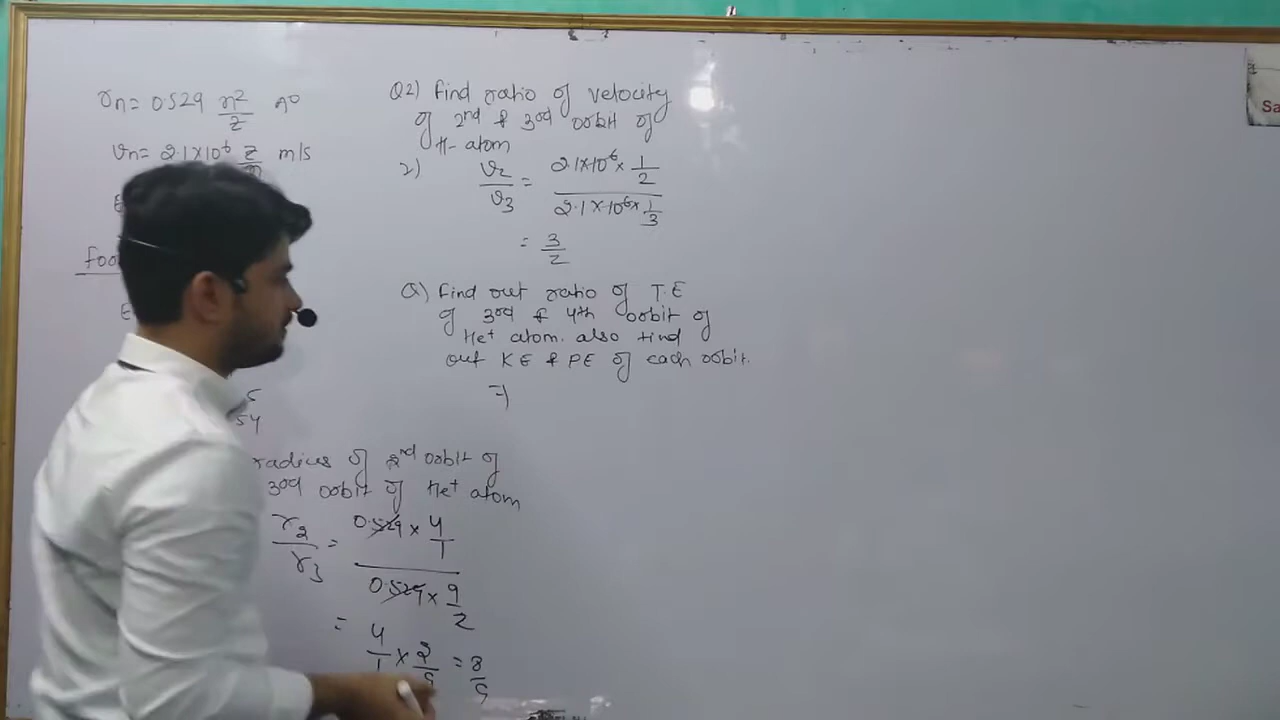 rn = 0.529 n²/z A°
vn = 2.1×10⁶ z/n m/s
E
Foo
E
5
54
radius of 2nd orbit of
3rd orbit of He+ atom
r2/r3 = 0.529 × 4/1 / 0.529 × 9/2
= 4/1 × 2/9 = 8/9
Q2) Find ratio of velocity
of 2nd & 3rd orbit of
H- atom
2) v2/v3 = 2.1×10⁶× 1/2 / 2.1×10⁶× 1/3
= 3/2
Q) Find out ratio of T.E
of 3rd & 4th orbit of
He+ atom. also find
out KE & PE of each orbit.
=)
Sa